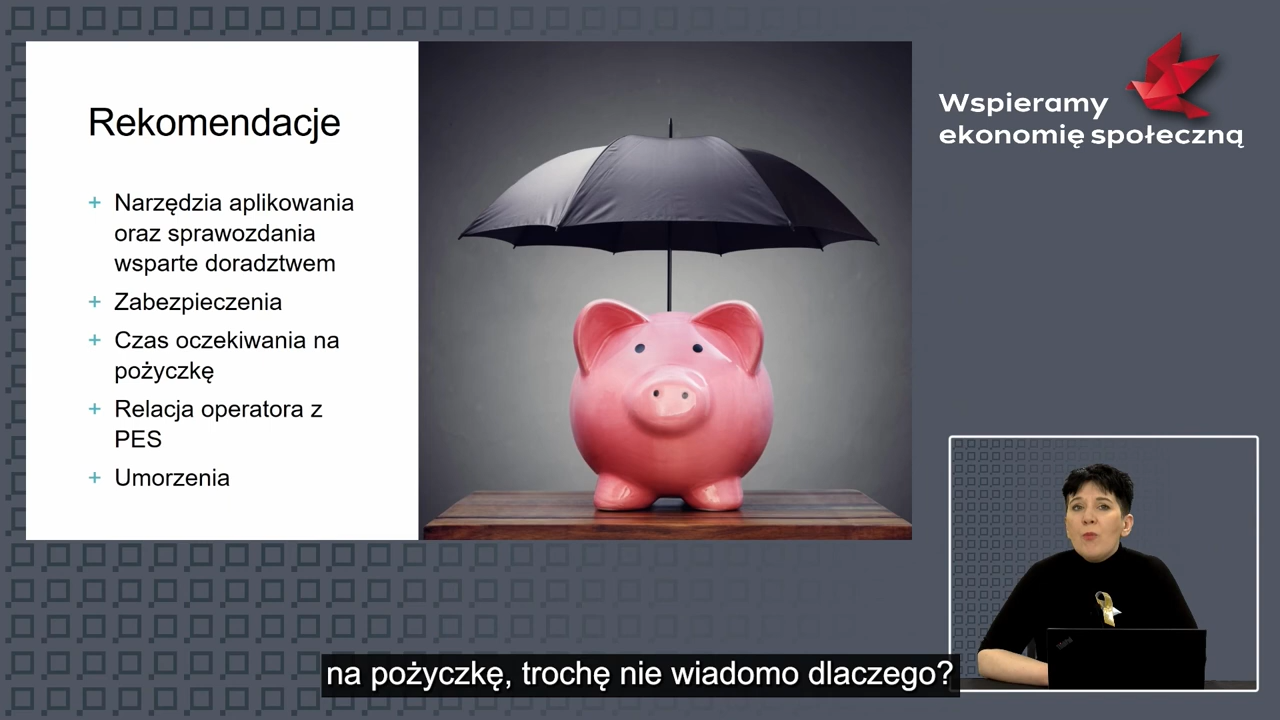 Rekomendacje
+ Narzędzia aplikowania
oraz sprawozdania
wsparte doradztwem
+ Zabezpieczenia
+ Czas oczekiwania na
pożyczkę
+ Relacja operatora z
PES
+ Umorzenia
Wspieramy
ekonomię społeczną
na pożyczkę, trochę nie wiadomo dlaczego?